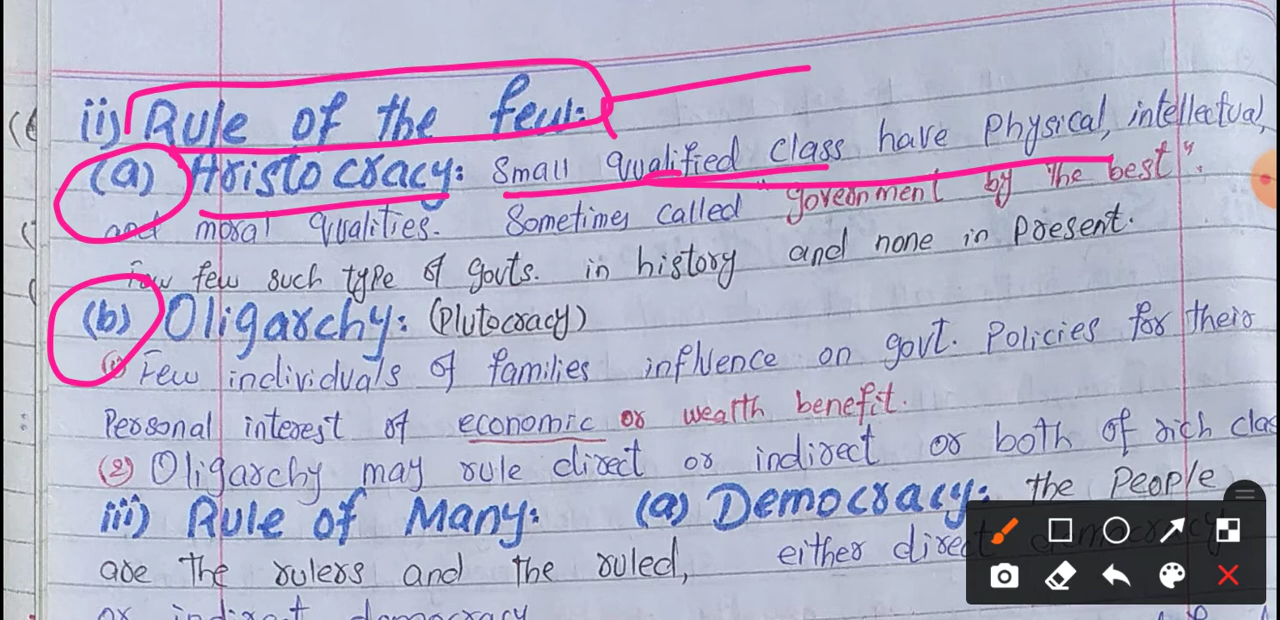 ii) Rule of the few:
(a) Aristocracy: Small qualified class have Physical, intellectual,
and moral qualities. Sometimes called "government by the best".
few such type of govts. in history and none in Present.
(b) Oligarchy: (Plutocracy)
(1) Few individuals of families influence on govt. Policies for their
Personal interest of economic or wealth benefit.
(2) Oligarchy may rule direct or indirect or both of rich clas
iii) Rule of Many: (a) Democracy: the People
are the rulers and the ruled, either direct democracy
or indirect democracy